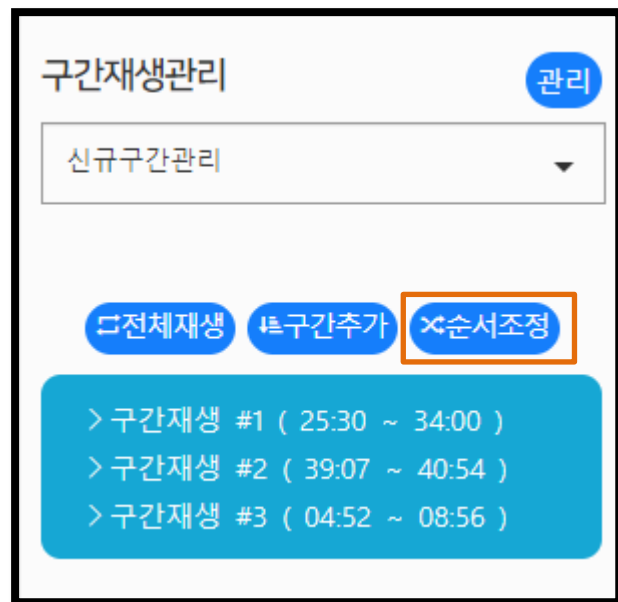 구간재생관리 관리
신규구간관리
전체재생 구간추가 순서조정
> 구간재생 #1 ( 25:30 ~ 34:00 )
> 구간재생 #2 ( 39:07 ~ 40:54 )
> 구간재생 #3 ( 04:52 ~ 08:56 )